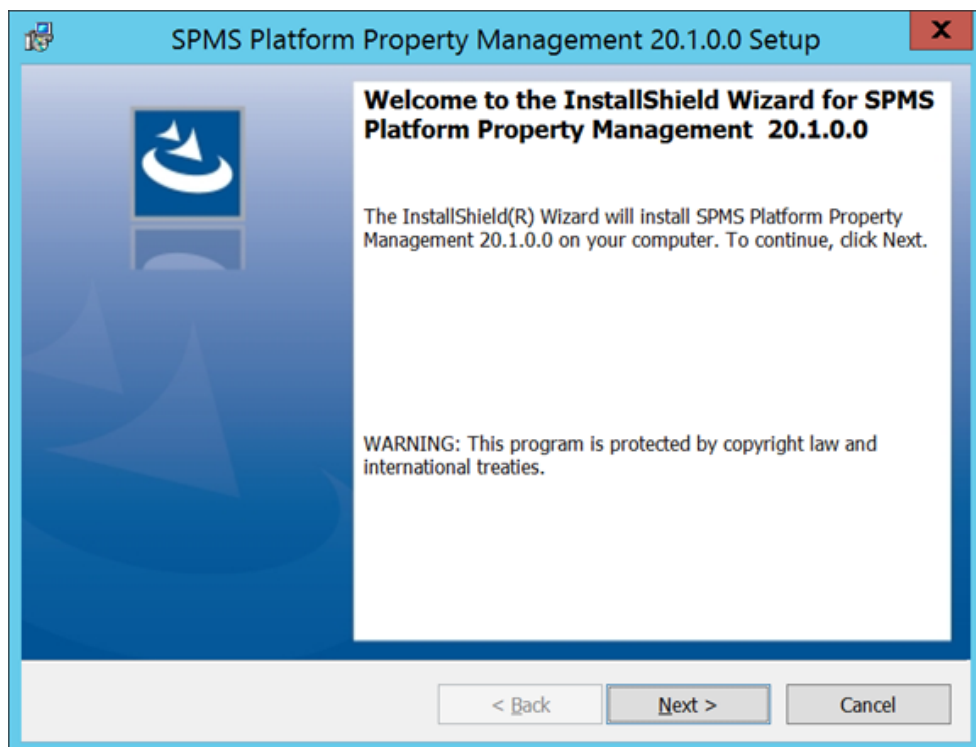 SPMS Platform Property Management 20.1.0.0 Setup
x
Welcome to the InstallShield Wizard for SPMS
Platform Property Management  20.1.0.0
The InstallShield(R) Wizard will install SPMS Platform Property
Management 20.1.0.0 on your computer. To continue, click Next.
WARNING: This program is protected by copyright law and
international treaties.
< Back
Next >
Cancel